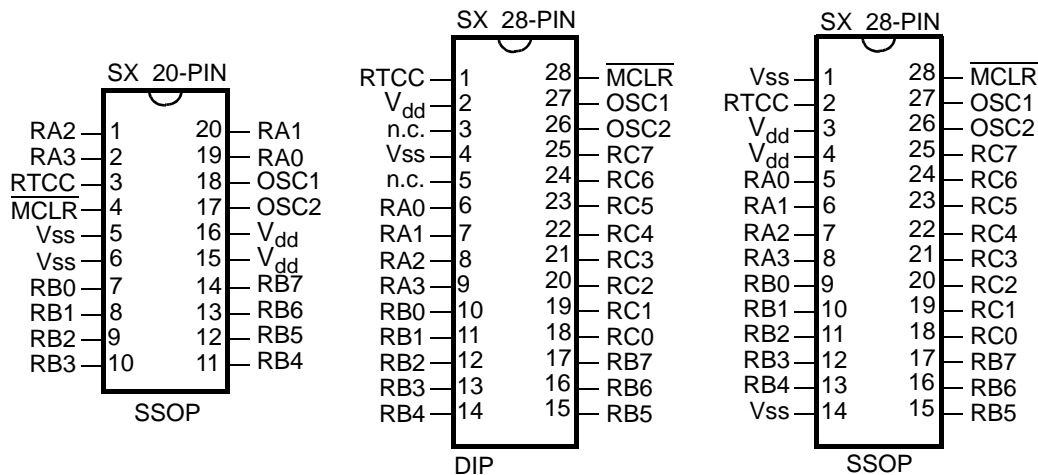 SX 20-PIN
RA2 1 20 RA1
RA3 2 19 RA0
RTCC 3 18 OSC1
MCLR 4 17 OSC2
Vss 5 16 Vdd
Vss 6 15 Vdd
RB0 7 14 RB7
RB1 8 13 RB6
RB2 9 12 RB5
RB3 10 11 RB4
SSOP
SX 28-PIN
RTCC 1 28 MCLR
Vdd 2 27 OSC1
n.c. 3 26 OSC2
Vss 4 25 RC7
n.c. 5 24 RC6
RA0 6 23 RC5
RA1 7 22 RC4
RA2 8 21 RC3
RA3 9 20 RC2
RB0 10 19 RC1
RB1 11 18 RC0
RB2 12 17 RB7
RB3 13 16 RB6
RB4 14 15 RB5
DIP
SX 28-PIN
Vss 1 28 MCLR
RTCC 2 27 OSC1
Vdd 3 26 OSC2
Vdd 4 25 RC7
RA0 5 24 RC6
RA1 6 23 RC5
RA2 7 22 RC4
RA3 8 21 RC3
RB0 9 20 RC2
RB1 10 19 RC1
RB2 11 18 RC0
RB3 12 17 RB7
RB4 13 16 RB6
Vss 14 15 RB5
SSOP